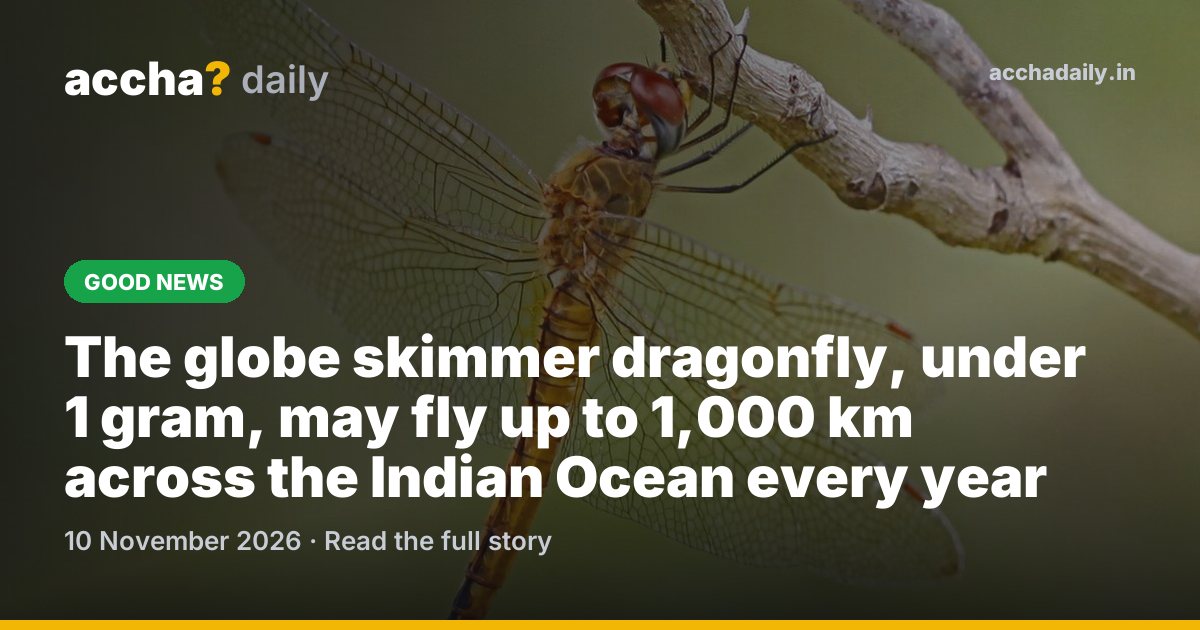 accha? daily
acchadaily.in
GOOD NEWS
The globe skimmer dragonfly, under
1 gram, may fly up to 1,000 km
across the Indian Ocean every year
10 November 2026 · Read the full story